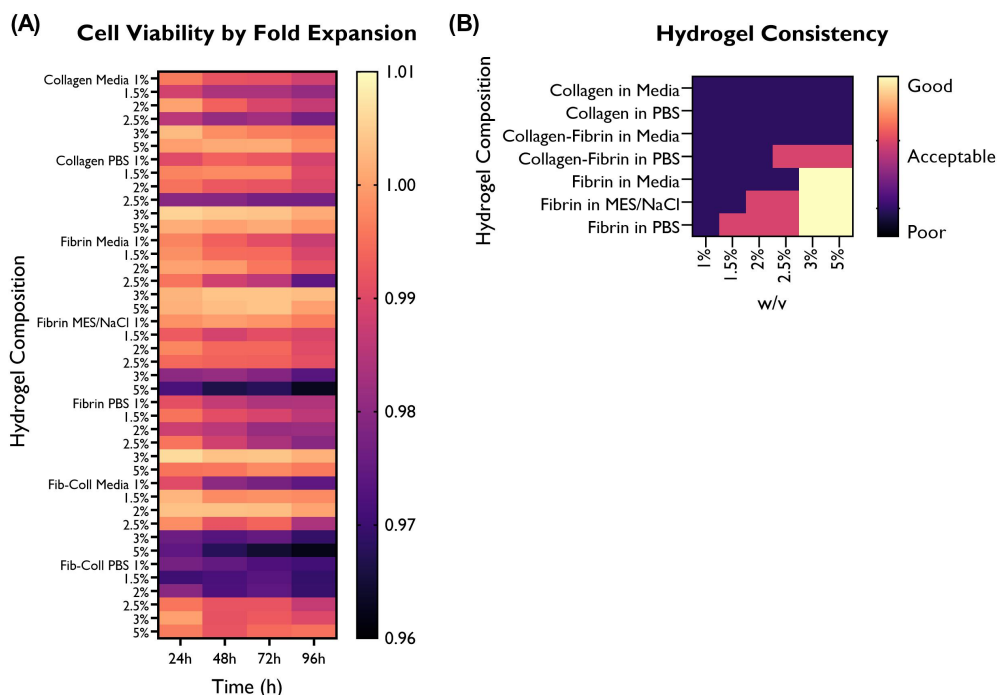 (A)
Cell Viability by Fold Expansion
Hydrogel Composition
Collagen Media 1%
1.5%
2%
2.5%
3%
5%
Collagen PBS 1%
1.5%
2%
2.5%
3%
5%
Fibrin Media 1%
1.5%
2%
2.5%
3%
5%
Fibrin MES/NaCl 1%
1.5%
2%
2.5%
3%
5%
Fibrin PBS 1%
1.5%
2%
2.5%
3%
5%
Fib-Coll Media 1%
1.5%
2%
2.5%
3%
5%
Fib-Coll PBS 1%
1.5%
2%
2.5%
3%
5%
24h 48h 72h 96h
Time (h)
1.01
1.00
0.99
0.98
0.97
0.96
(B)
Hydrogel Consistency
Hydrogel Composition
Collagen in Media
Collagen in PBS
Collagen-Fibrin in Media
Collagen-Fibrin in PBS
Fibrin in Media
Fibrin in MES/NaCl
Fibrin in PBS
1% 1.5% 2% 2.5% 3% 5%
w/v
Good
Acceptable
Poor